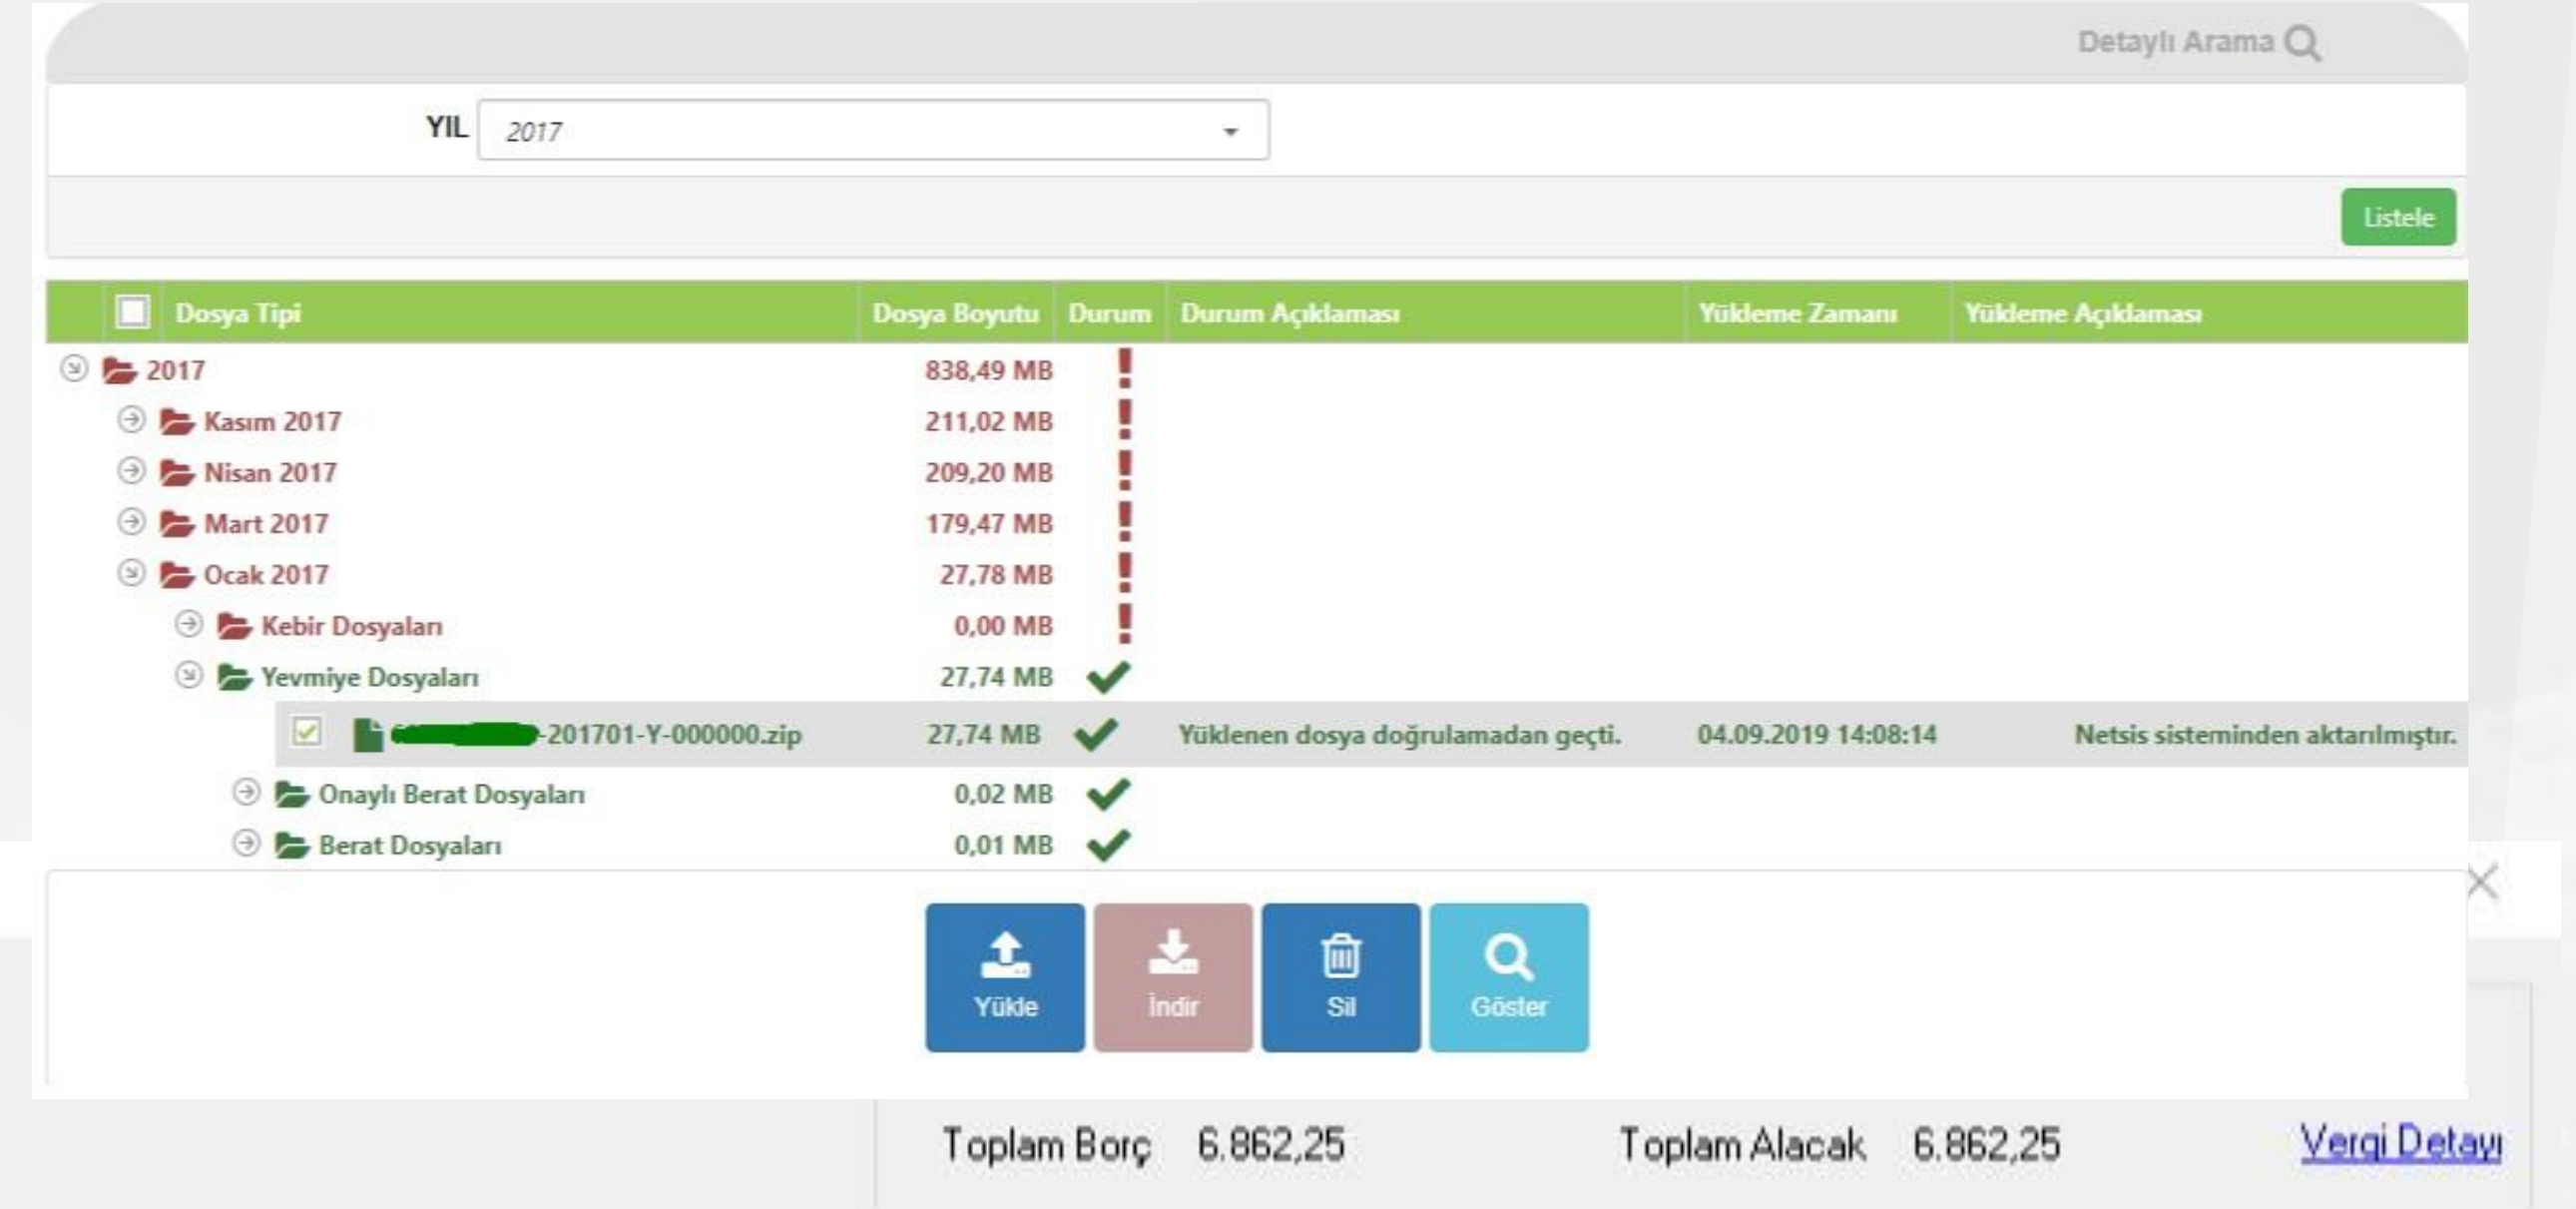 Detaylı Arama
YIL 2017
Listele
Dosya Tipi Dosya Boyutu Durum Durum Açıklaması Yükleme Zamanı Yükleme Açıklaması
2017 838,49 MB
Kasım 2017 211,02 MB
Nisan 2017 209,20 MB
Mart 2017 179,47 MB
Ocak 2017 27,78 MB
Kebir Dosyaları 0,00 MB
Yevmiye Dosyaları 27,74 MB
-201701-Y-000000.zip 27,74 MB Yüklenen dosya doğrulamadan geçti. 04.09.2019 14:08:14 Netsis sisteminden aktarılmıştır.
Onaylı Berat Dosyaları 0,02 MB
Berat Dosyaları 0,01 MB
Yükle İndir Sil Göster
Toplam Borç 6.862,25 Toplam Alacak 6.862,25 Vergi Detayı